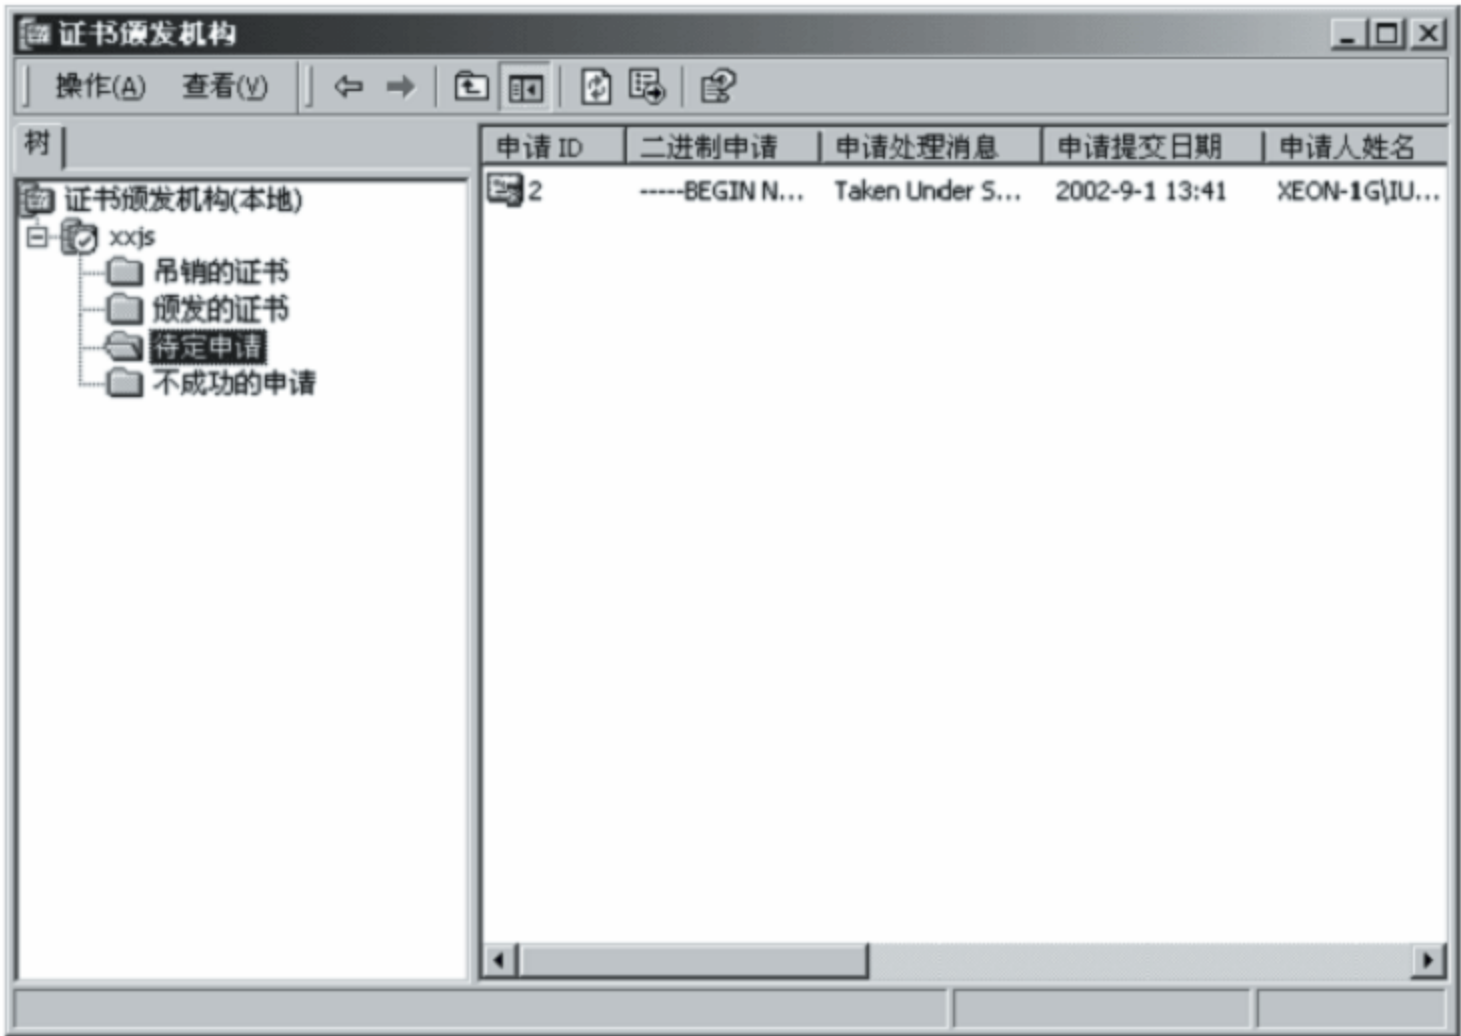 证书颁发机构
操作(A) 查看(V)
树
申请 ID 二进制申请 申请处理消息 申请提交日期 申请人姓名
证书颁发机构(本地)
2 -----BEGIN N... Taken Under S... 2002-9-1 13:41 XEON-1G\IU...
xxjs
吊销的证书
颁发的证书
待定申请
不成功的申请